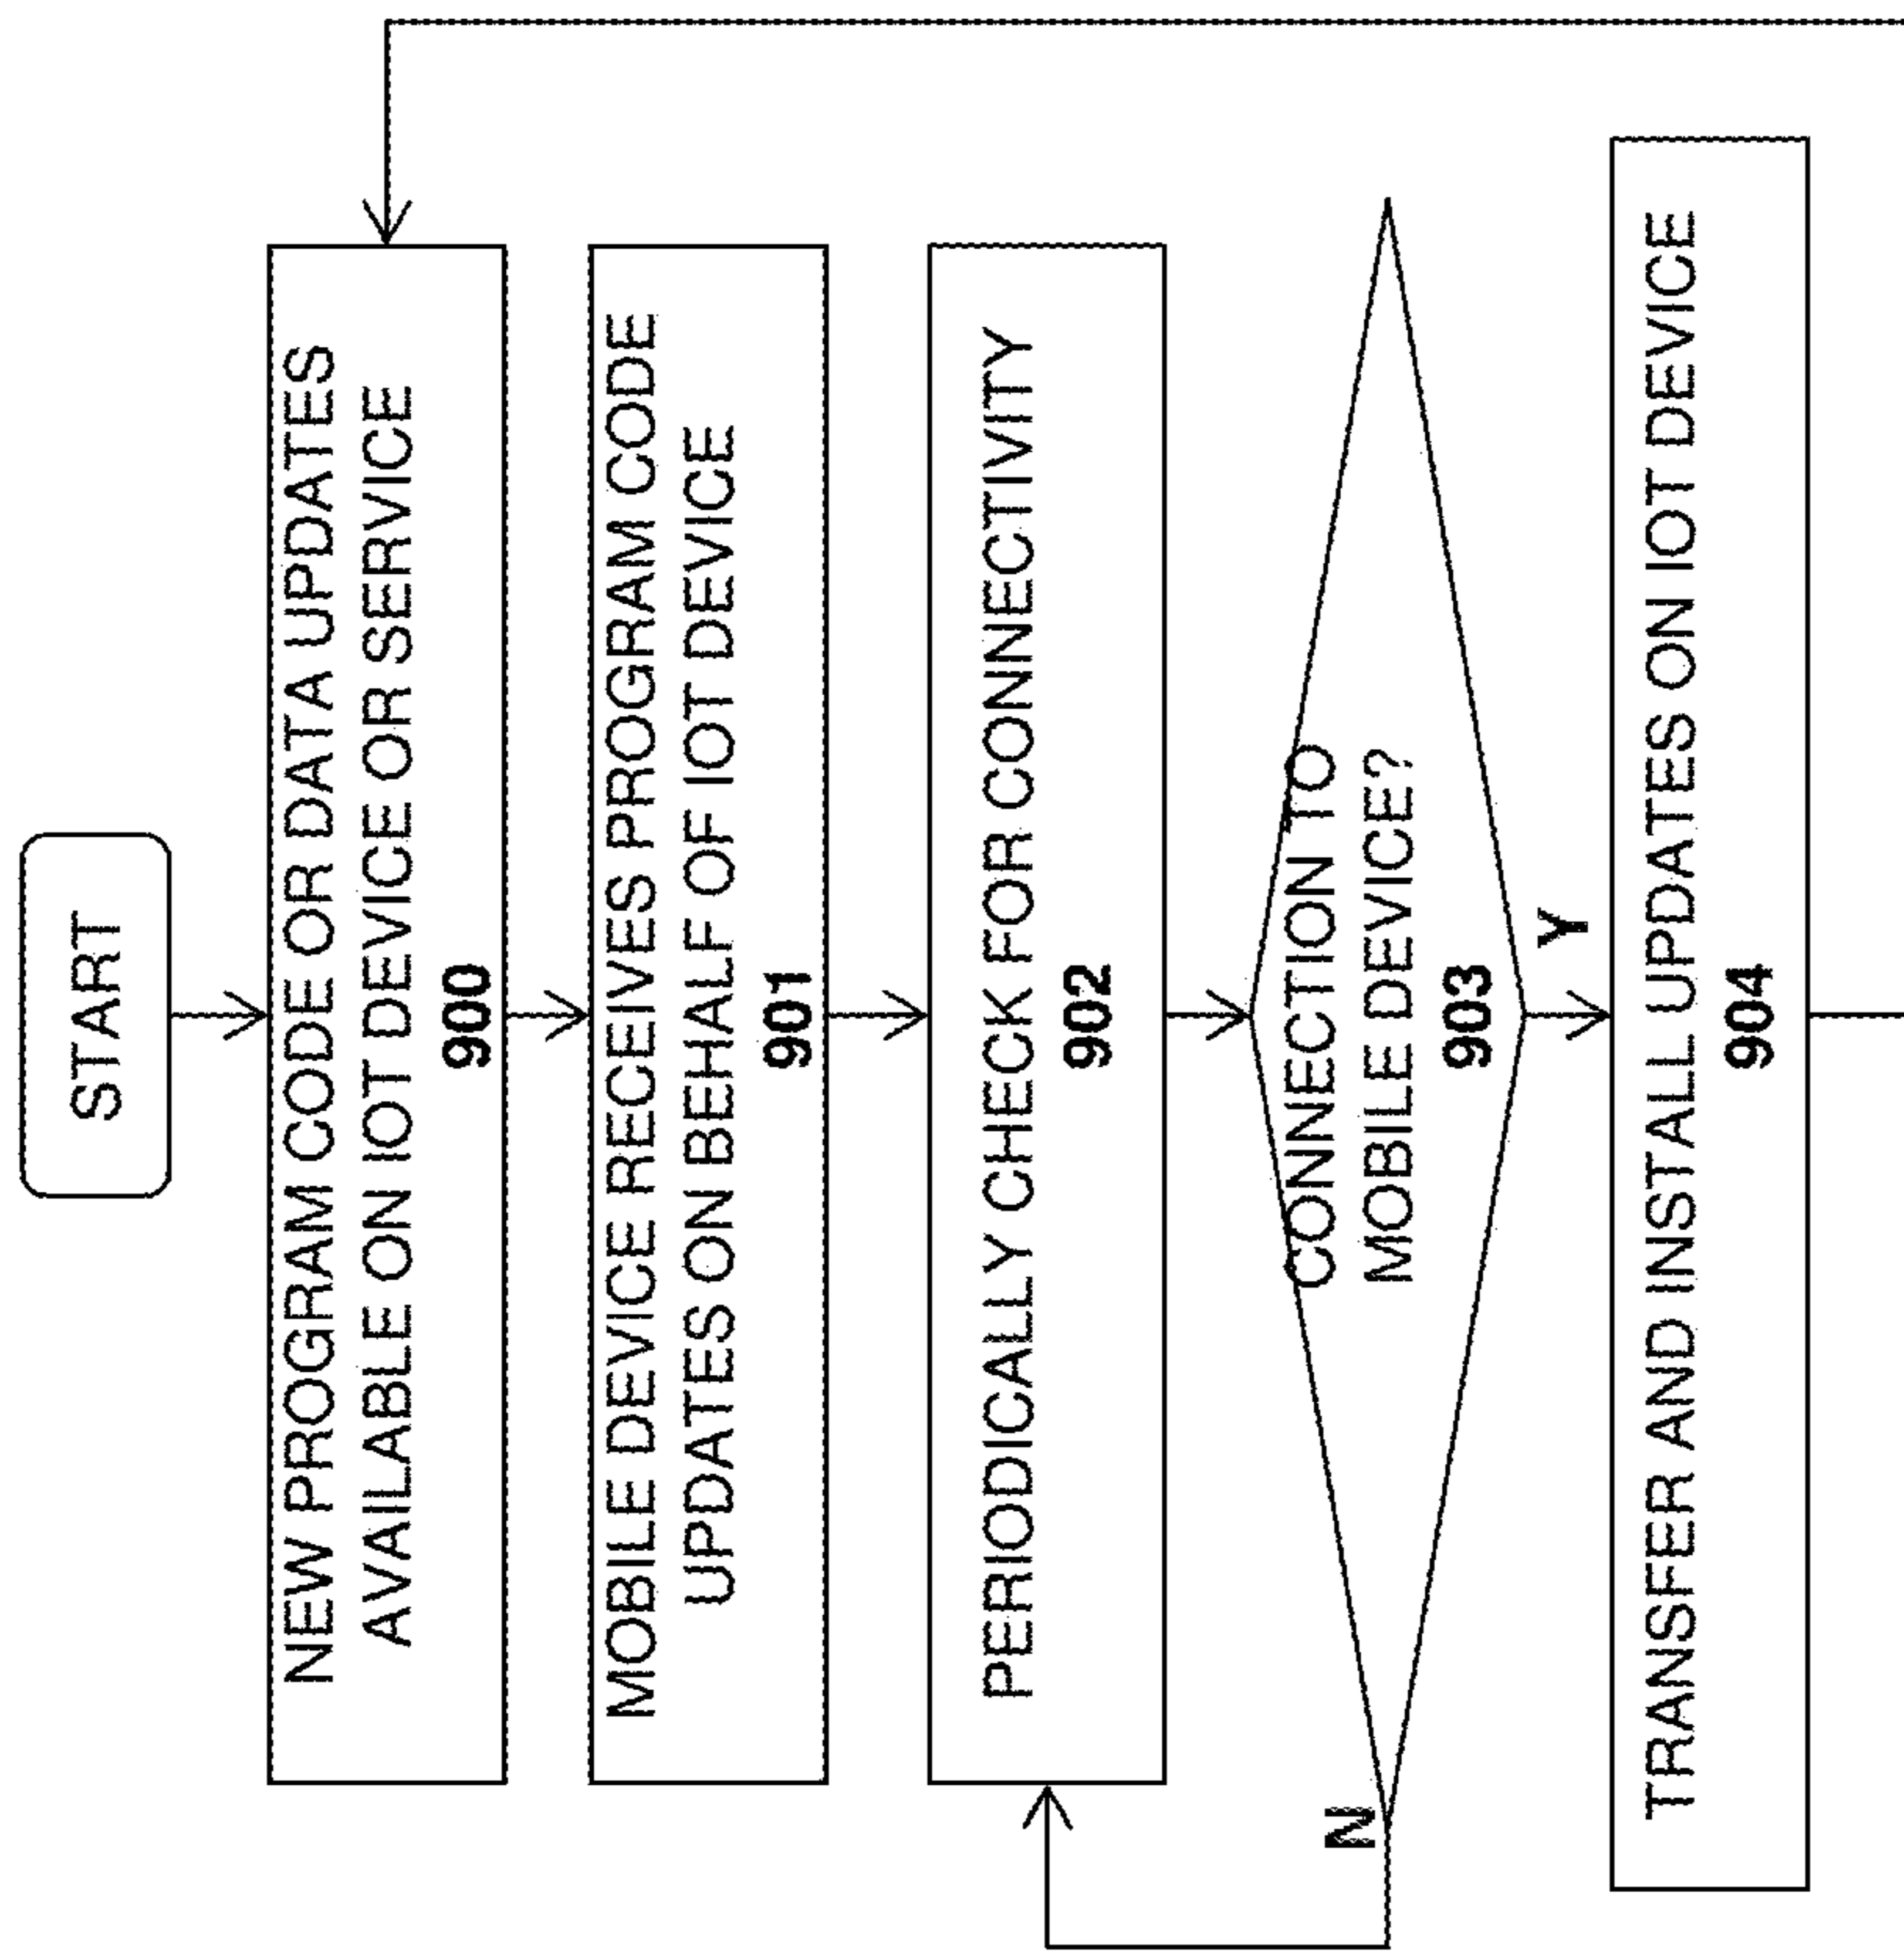 START
NEW PROGRAM CODE OR DATA UPDATES
AVAILABLE ON IOT DEVICE OR SERVICE
900
MOBILE DEVICE RECEIVES PROGRAM CODE
UPDATES ON BEHALF OF IOT DEVICE
901
PERIODICALLY CHECK FOR CONNECTIVITY
902
CONNECTION TO
MOBILE DEVICE?
903
N
Y
TRANSFER AND INSTALL UPDATES ON IOT DEVICE
904